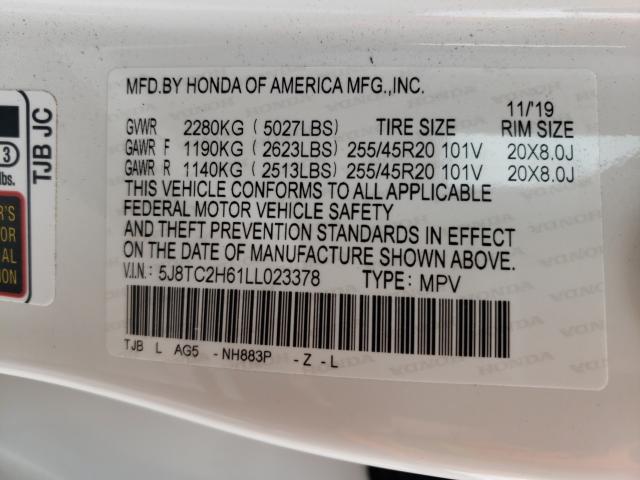 MFD.BY HONDA OF AMERICA MFG.,INC.
11/'19
GVWR 2280KG (5027LBS) TIRE SIZE RIM SIZE
GAWR F 1190KG (2623LBS) 255/45R20 101V 20X8.0J
GAWR R 1140KG (2513LBS) 255/45R20 101V 20X8.0J
THIS VEHICLE CONFORMS TO ALL APPLICABLE
FEDERAL MOTOR VEHICLE SAFETY
AND THEFT PREVENTION STANDARDS IN EFFECT
ON THE DATE OF MANUFACTURE SHOWN ABOVE.
V.I.N.: 5J8TC2H61LL023378 TYPE: MPV
TJB L AG5 -NH883P -Z -L
TJB JC
3
lbs.